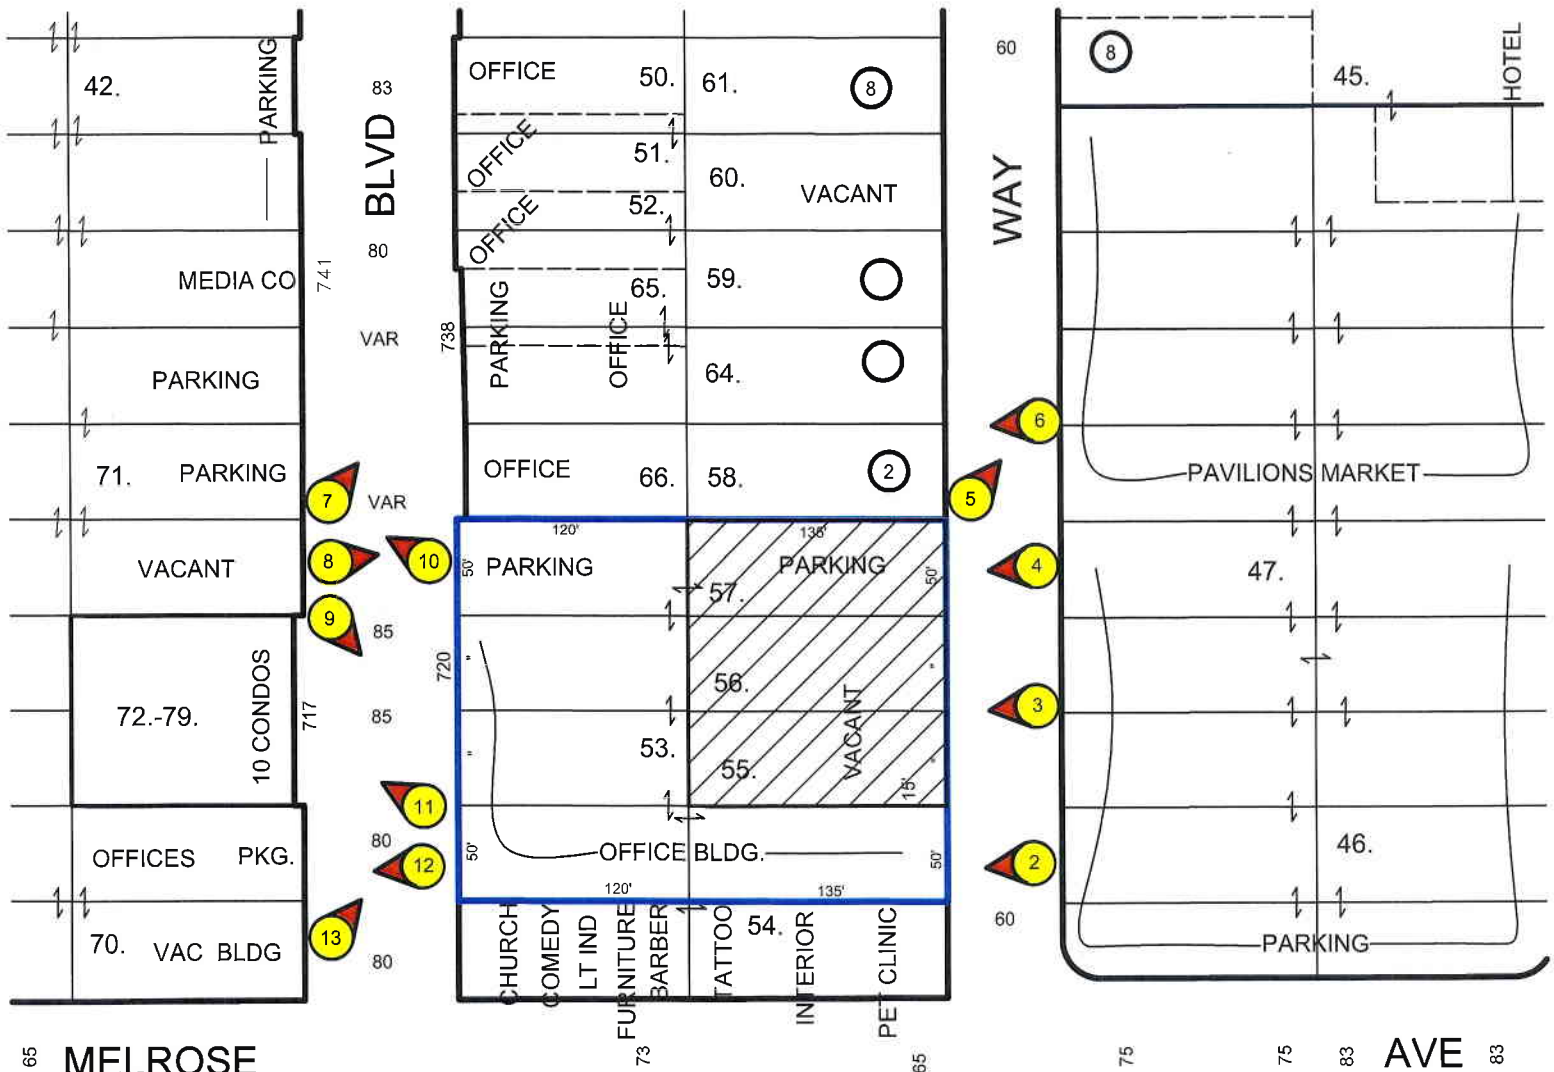 42.
PARKING
83
BLVD
80
MEDIA CO
741
VAR
PARKING
71.
PARKING
VAR
VACANT
7
8
9
10
85
72.-79.
10 CONDOS
717
85
720
11
12
80
OFFICES PKG.
70.
VAC BLDG
13
80
65
MELROSE
OFFICE
50.
OFFICE
51.
OFFICE
52.
65.
PARKING
OFFICE
738
OFFICE
66.
61.
8
60.
VACANT
59.
64.
58.
2
120'
135'
50'
PARKING
PARKING
50'
57.
56.
"
"
53.
55.
VACANT
"
"
15'
50'
OFFICE BLDG.
50'
120'
135'
CHURCH
COMEDY
LT IND
FURNITURE
BARBER
TATTOO
54.
INTERIOR
PET CLINIC
73
65
60
WAY
6
5
4
3
2
60
8
45.
HOTEL
PAVILIONS MARKET
47.
46.
PARKING
75
75
83
AVE
83